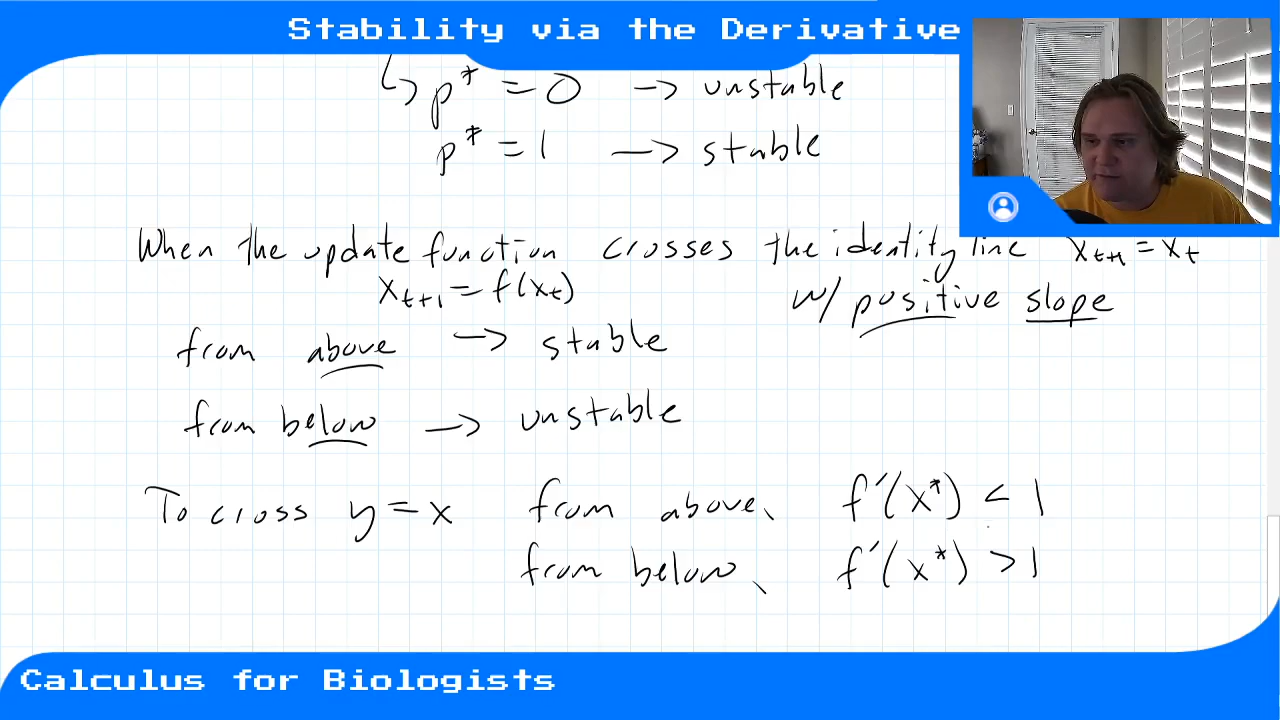 Stability via the Derivative
↳ p* = 0 → unstable
p* = 1 → stable
When the update function crosses the identity line x_{t+1} = x_t
x_{t+1} = f(x_t) w/ positive slope
from above → stable
from below → unstable
To cross y = x from above, f'(x*) < 1
from below, f'(x*) > 1
Calculus for Biologists